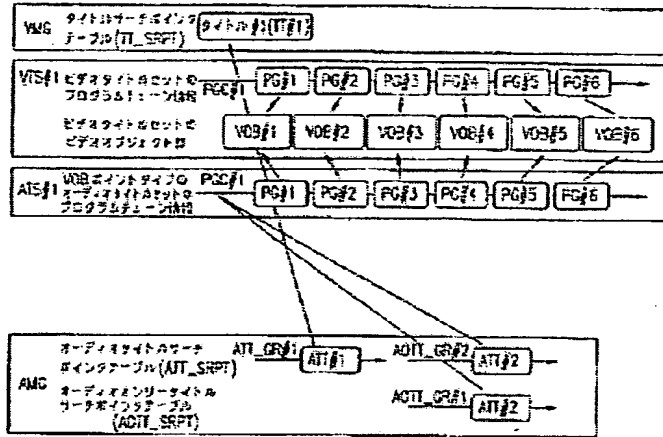 VMG
タイトルサーチポインタ
テーブル(TT_SRPT)
タイトル#1(TT#1)
VTS#1
ビデオタイトルセットの
プログラムチェーン情報
PGC#1
PG#1 PG#2 PG#3 PG#4 PG#5 PG#6
ビデオタイトルセットの
ビデオオブジェクト
VOB#1 VOB#2 VOB#3 VOB#4 VOB#5 VOB#6
ATS#1
VOBポイントタイプの
オーディオタイトルセットの
プログラムチェーン情報
PGC#1
PG#1 PG#2 PG#3 PG#4 PG#5 PG#6
AMG
オーディオタイトルサーチ
ポインタテーブル(ATT_SRPT)
ATT_GR#1
ATT#1
AOTT_GR#2
ATT#2
オーディオオンリータイトル
サーチポインタテーブル
(AOTT_SRPT)
AOTT_GR#1
ATT#2